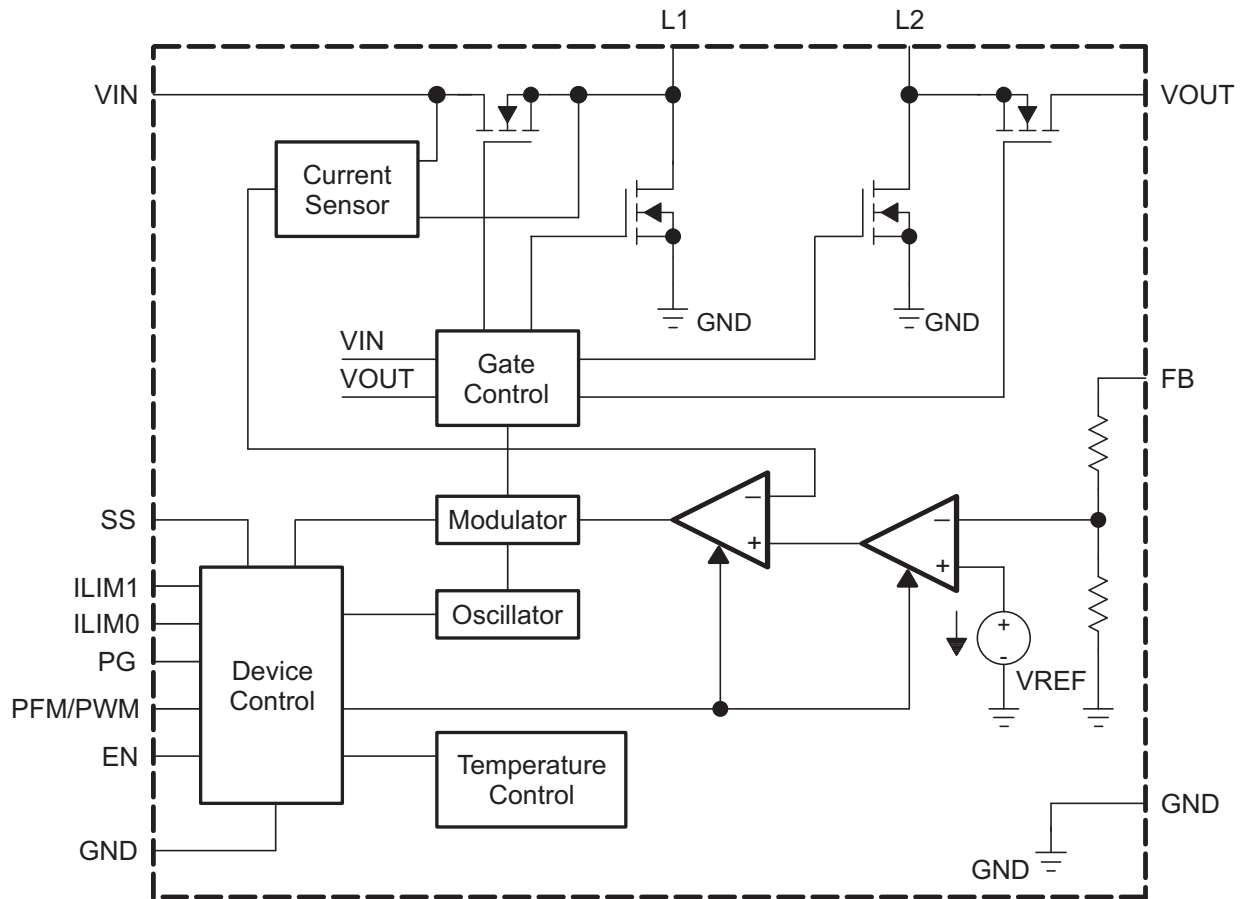 L1
L2
VIN
VOUT
Current
Sensor
GND
GND
VIN
VOUT
Gate
Control
FB
SS
Modulator
–
+
–
+
ILIM1
ILIM0
Oscillator
PG
Device
Control
+
-
VREF
PFM/PWM
EN
Temperature
Control
GND
GND
GND